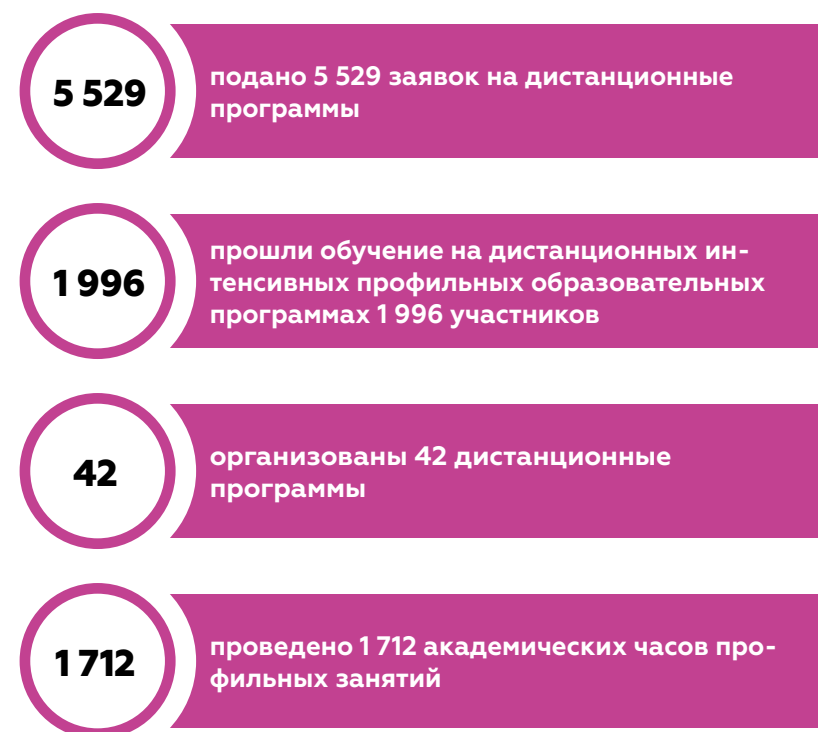 5 529
подано 5 529 заявок на дистанционные
программы
1 996
прошли обучение на дистанционных ин-
тенсивных профильных образовательных
программах 1 996 участников
42
организованы 42 дистанционные
программы
1 712
проведено 1 712 академических часов про-
фильных занятий